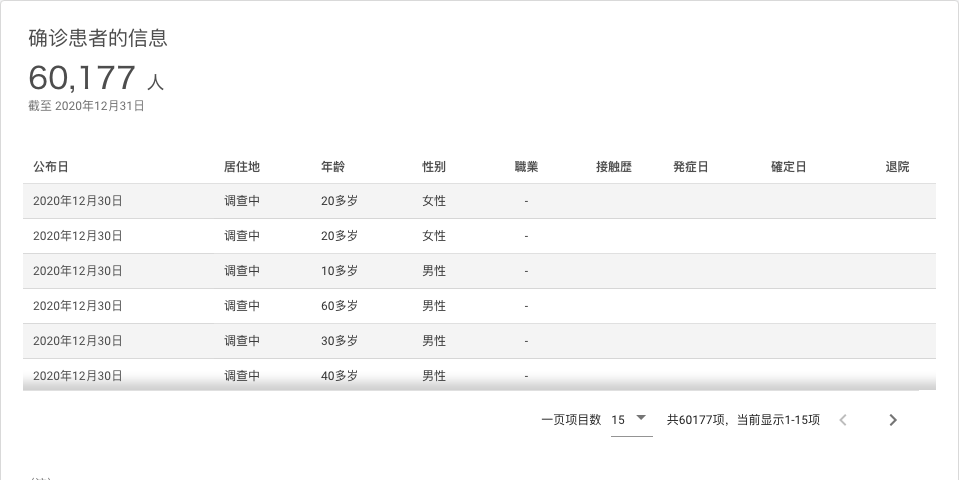 确诊患者的信息
60,177 人
截至 2020年12月31日
公布日 居住地 年龄 性别 職業 接触歴 発症日 確定日 退院
2020年12月30日 调查中 20多岁 女性 -
2020年12月30日 调查中 20多岁 女性 -
2020年12月30日 调查中 10多岁 男性 -
2020年12月30日 调查中 60多岁 男性 -
2020年12月30日 调查中 30多岁 男性 -
2020年12月30日 调查中 40多岁 男性 -
一页项目数 15 共60177项，当前显示1-15项